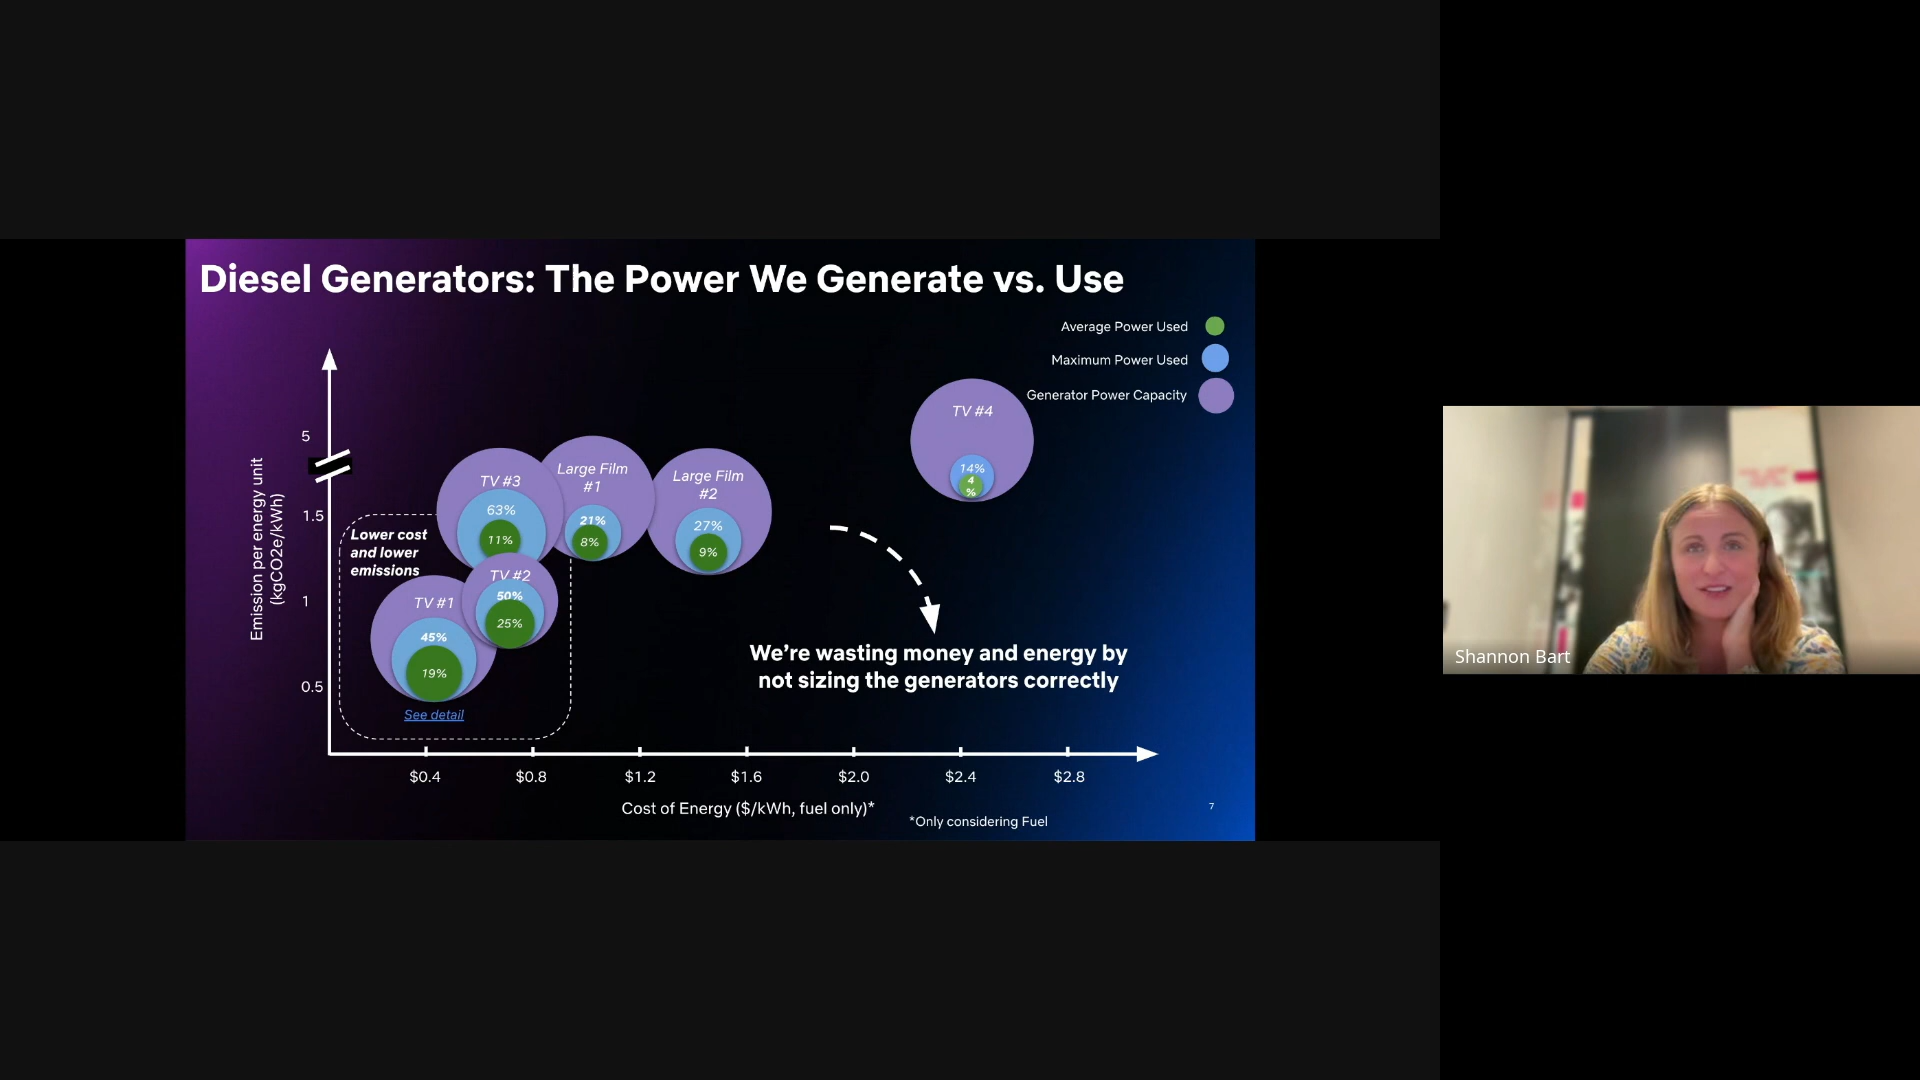 Diesel Generators: The Power We Generate vs. Use
Average Power Used
Maximum Power Used
Generator Power Capacity
Emission per energy unit
(kgCO2e/kWh)
5
1.5
1
0.5
Lower cost
and lower
emissions
TV #1
45%
19%
See detail
TV #2
50%
25%
TV #3
63%
11%
Large Film
#1
21%
8%
Large Film
#2
27%
9%
TV #4
14%
4
%
We’re wasting money and energy by
not sizing the generators correctly
$0.4
$0.8
$1.2
$1.6
$2.0
$2.4
$2.8
Cost of Energy ($/kWh, fuel only)*
*Only considering Fuel
7
Shannon Bart